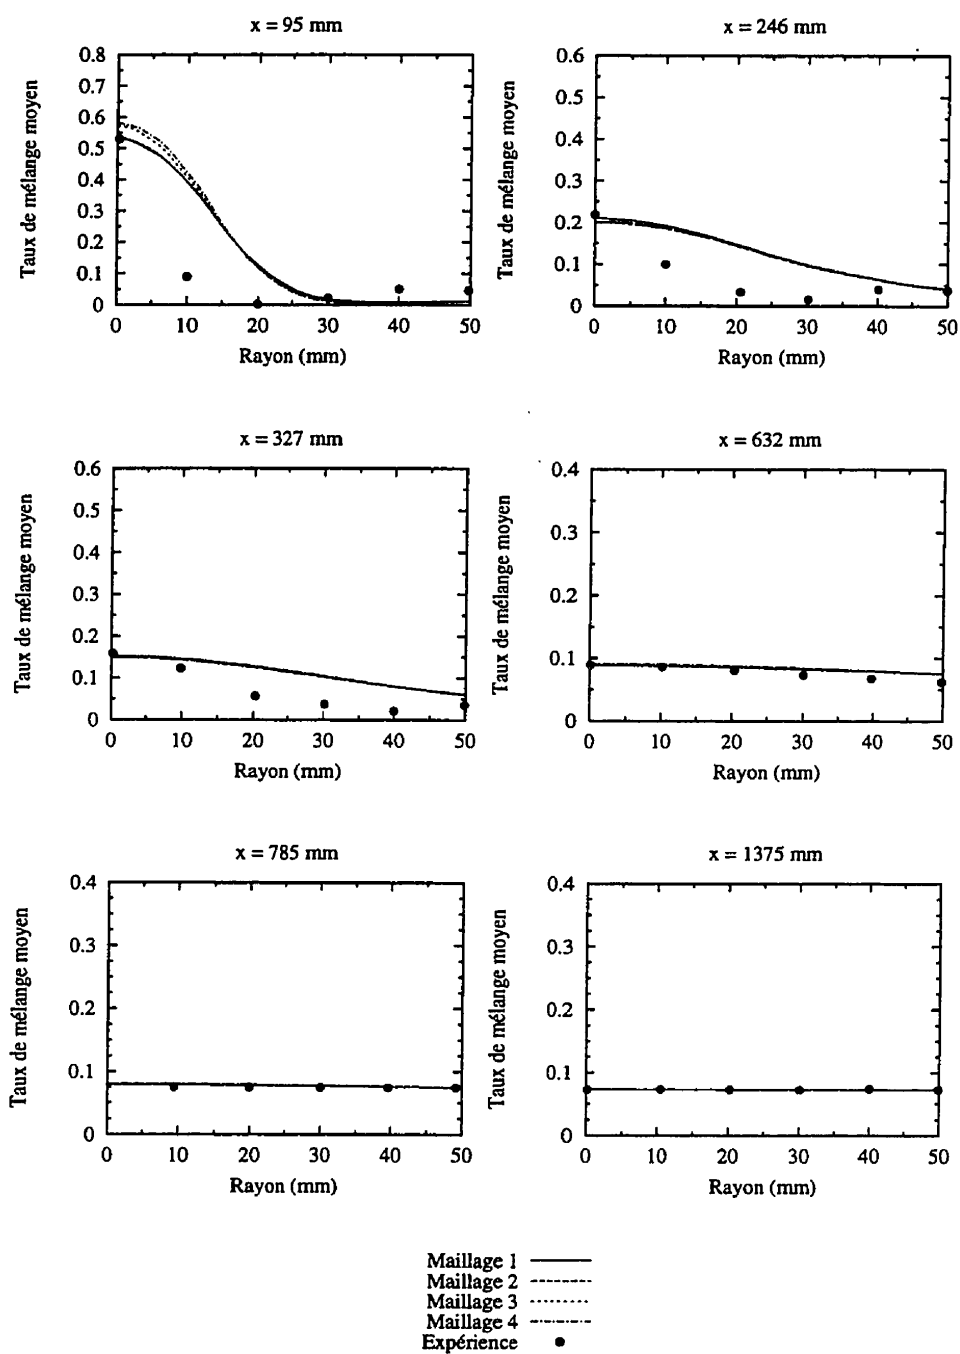 x = 95 mm
Taux de mélange moyen
0.8
0.7
0.6
0.5
0.4
0.3
0.2
0.1
0
0 10 20 30 40 50
Rayon (mm)
x = 246 mm
Taux de mélange moyen
0.6
0.5
0.4
0.3
0.2
0.1
0
0 10 20 30 40 50
Rayon (mm)
x = 327 mm
Taux de mélange moyen
0.6
0.5
0.4
0.3
0.2
0.1
0
0 10 20 30 40 50
Rayon (mm)
x = 632 mm
Taux de mélange moyen
0.4
0.3
0.2
0.1
0
0 10 20 30 40 50
Rayon (mm)
x = 785 mm
Taux de mélange moyen
0.4
0.3
0.2
0.1
0
0 10 20 30 40 50
Rayon (mm)
x = 1375 mm
Taux de mélange moyen
0.4
0.3
0.2
0.1
0
0 10 20 30 40 50
Rayon (mm)
Maillage 1
Maillage 2
Maillage 3
Maillage 4
Expérience